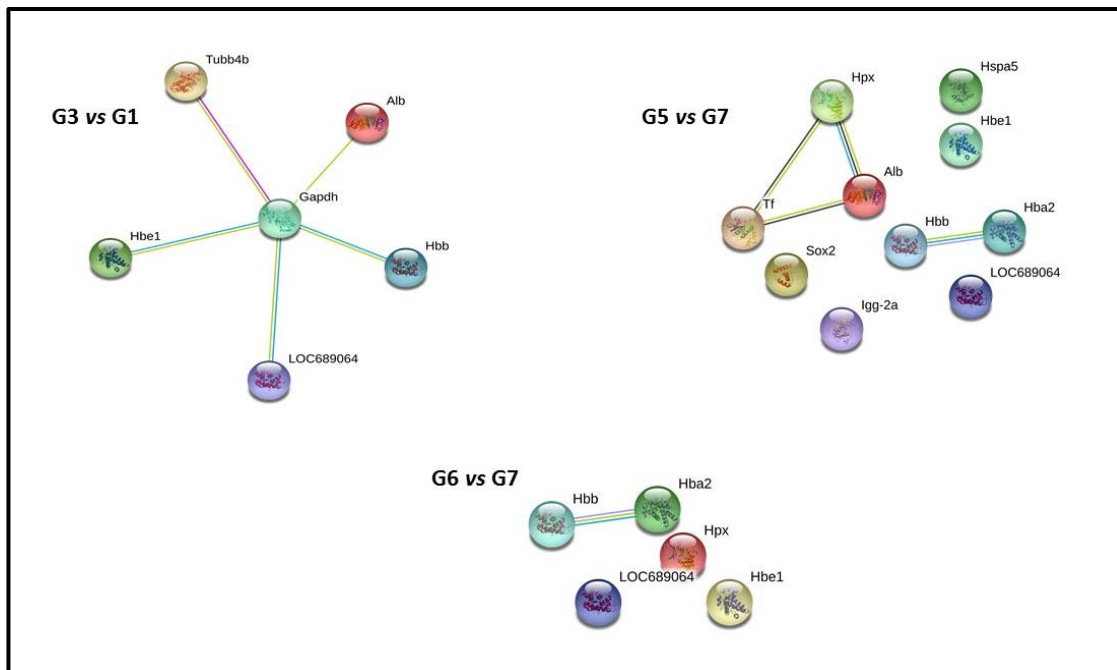 G3 vs G1
Tubb4b
Alb
Gapdh
Hbe1
Hbb
LOC689064
G5 vs G7
Hpx
Hspa5
Hbe1
Alb
Tf
Hba2
Hbb
Sox2
LOC689064
Igg-2a
G6 vs G7
Hbb
Hba2
Hpx
LOC689064
Hbe1